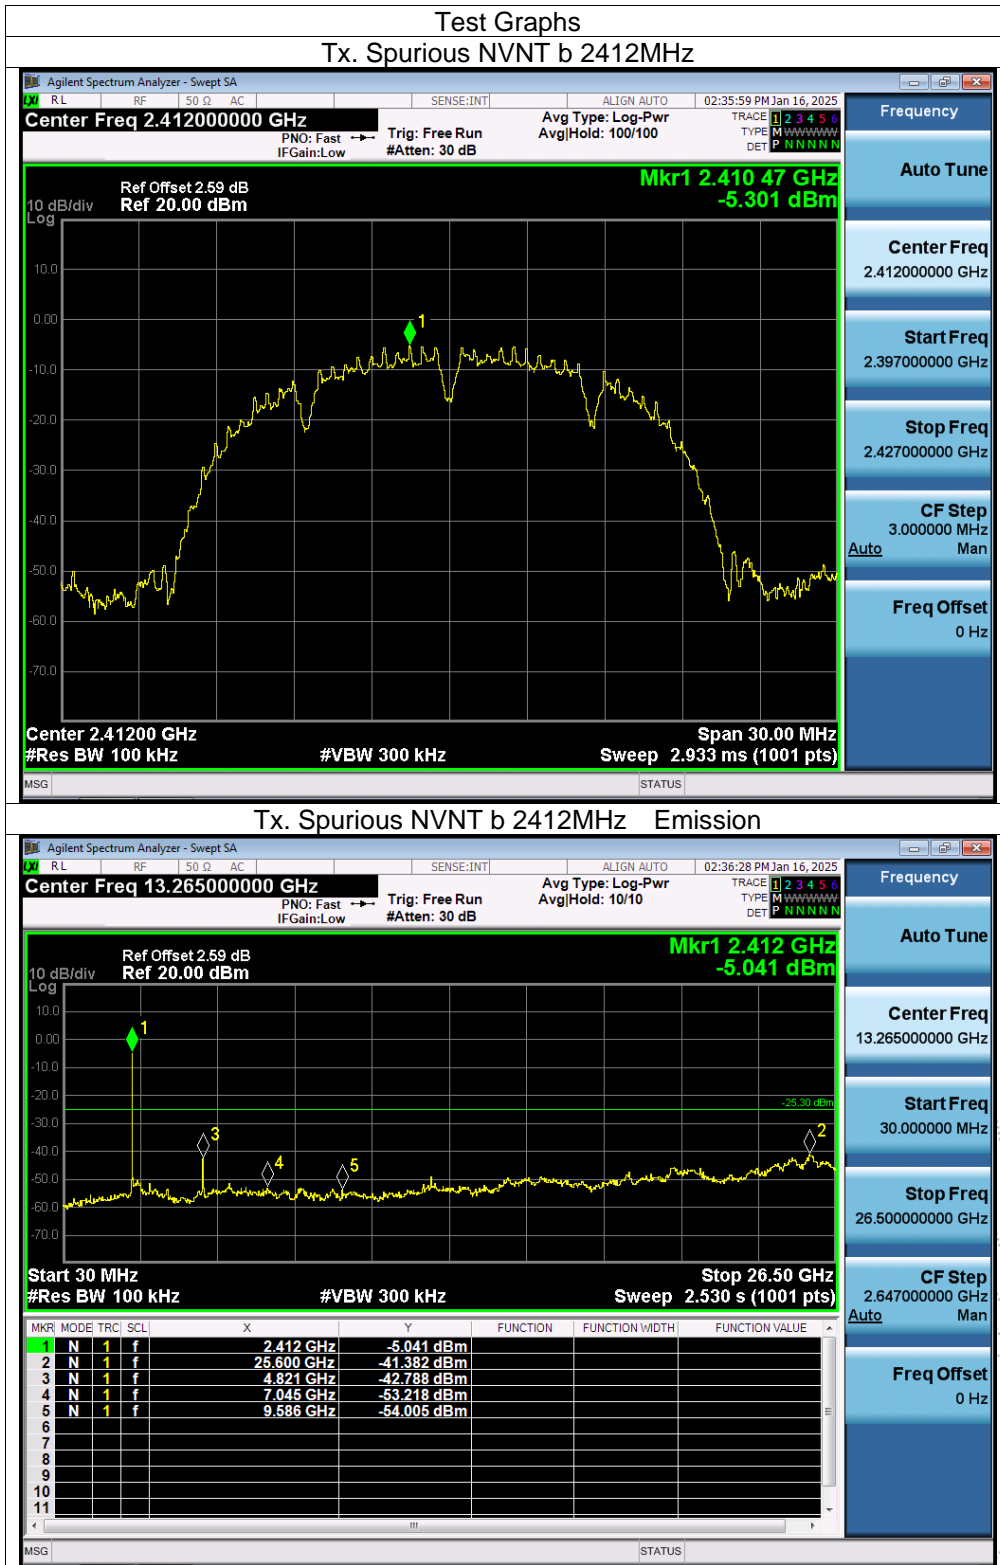 Test Graphs
Tx. Spurious NVNT b 2412MHz
Agilent Spectrum Analyzer - Swept SA
LXI RL RF 50 Ω AC SENSE:INT ALIGN AUTO 02:35:59 PM Jan 16, 2025
Center Freq 2.412000000 GHz
PNO: Fast
IFGain:Low
Trig: Free Run
#Atten: 30 dB
Avg Type: Log-Pwr
Avg|Hold: 100/100
TRACE 1 2 3 4 5 6
TYPE M WWWWW
DET P N N N N N
Frequency
Auto Tune
Center Freq
2.412000000 GHz
Start Freq
2.397000000 GHz
Stop Freq
2.427000000 GHz
CF Step
3.000000 MHz
Auto Man
Freq Offset
0 Hz
Mkr1 2.410 47 GHz
-5.301 dBm
Ref Offset 2.59 dB
10 dB/div Ref 20.00 dBm
Log
10.0
0.00
1
-10.0
-20.0
-30.0
-40.0
-50.0
-60.0
-70.0
Center 2.41200 GHz Span 30.00 MHz
#Res BW 100 kHz #VBW 300 kHz Sweep 2.933 ms (1001 pts)
MSG STATUS
Tx. Spurious NVNT b 2412MHz Emission
Agilent Spectrum Analyzer - Swept SA
LXI RL RF 50 Ω AC SENSE:INT ALIGN AUTO 02:36:28 PM Jan 16, 2025
Center Freq 13.265000000 GHz
PNO: Fast
IFGain:Low
Trig: Free Run
#Atten: 30 dB
Avg Type: Log-Pwr
Avg|Hold: 10/10
TRACE 1 2 3 4 5 6
TYPE M WWWWW
DET P N N N N N
Frequency
Auto Tune
Center Freq
13.265000000 GHz
Start Freq
30.000000 MHz
Stop Freq
26.500000000 GHz
CF Step
2.647000000 GHz
Auto Man
Freq Offset
0 Hz
Mkr1 2.412 GHz
-5.041 dBm
Ref Offset 2.59 dB
10 dB/div Ref 20.00 dBm
Log
10.0
1
0.00
-10.0
-20.0
-25.30 dBm
-30.0
3 2
-40.0
4 5
-50.0
-60.0
-70.0
Start 30 MHz Stop 26.50 GHz
#Res BW 100 kHz #VBW 300 kHz Sweep 2.530 s (1001 pts)
MKR MODE TRC SCL X Y FUNCTION FUNCTION WIDTH FUNCTION VALUE
1 N 1 f 2.412 GHz -5.041 dBm
2 N 1 f 25.600 GHz -41.382 dBm
3 N 1 f 4.821 GHz -42.788 dBm
4 N 1 f 7.045 GHz -53.218 dBm
5 N 1 f 9.586 GHz -54.005 dBm
6
7
8
9
10
11
MSG STATUS